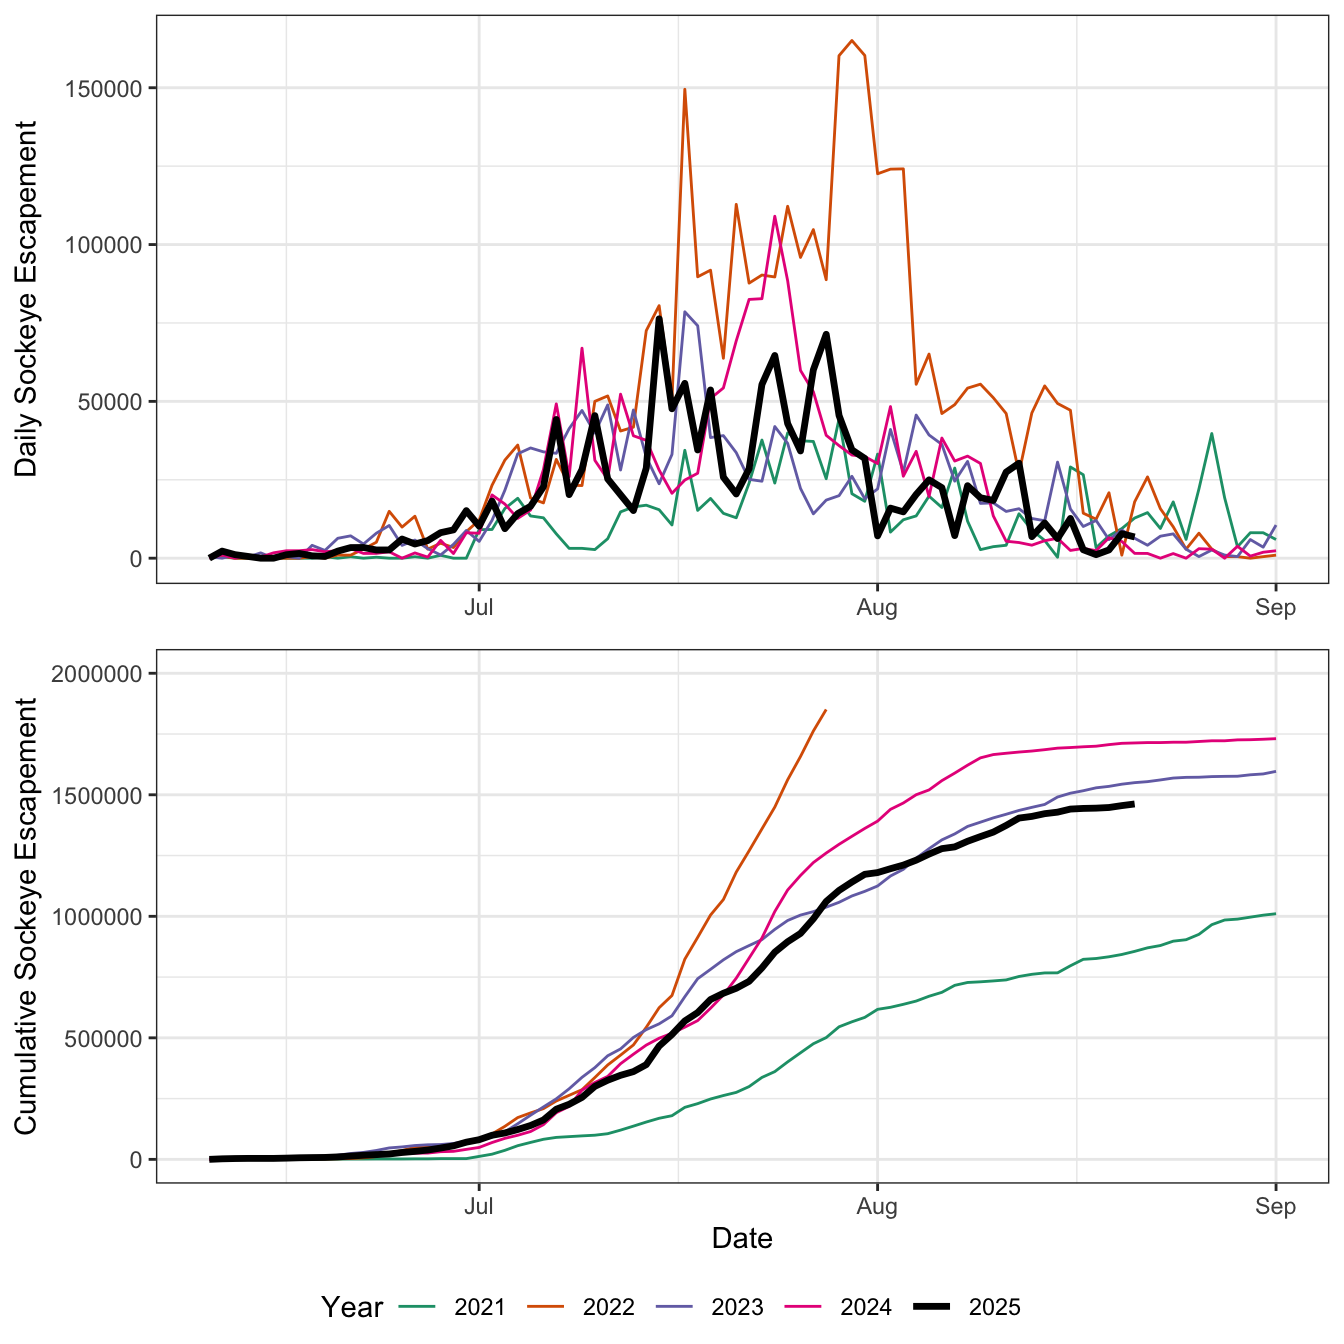 Daily Sockeye Escapement
150000
100000
50000
0
Jul Aug Sep
Cumulative Sockeye Escapement
2000000
1500000
1000000
500000
0
Jul Aug Sep
Date
Year 2021 2022 2023 2024 2025